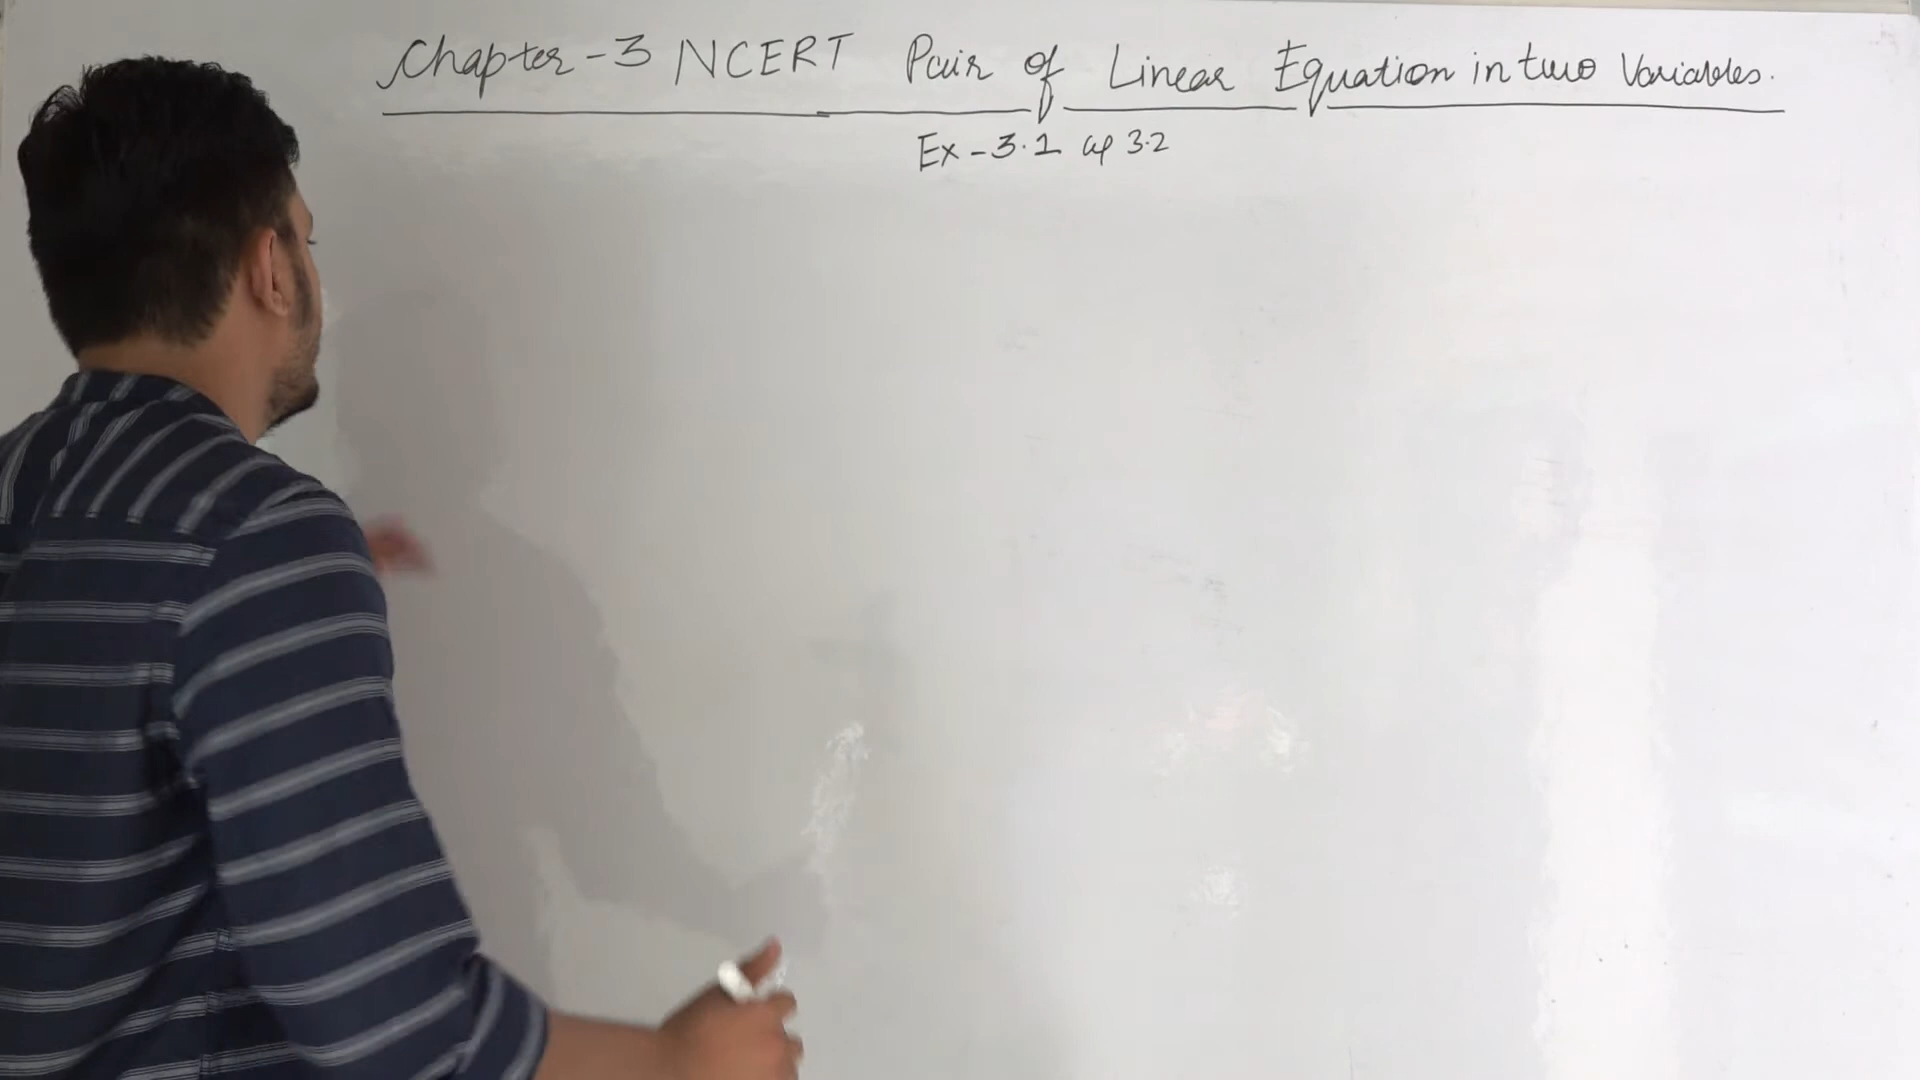 Chapter-3 NCERT Pair of Linear Equation in two Variables.
Ex-3.1 & 3.2